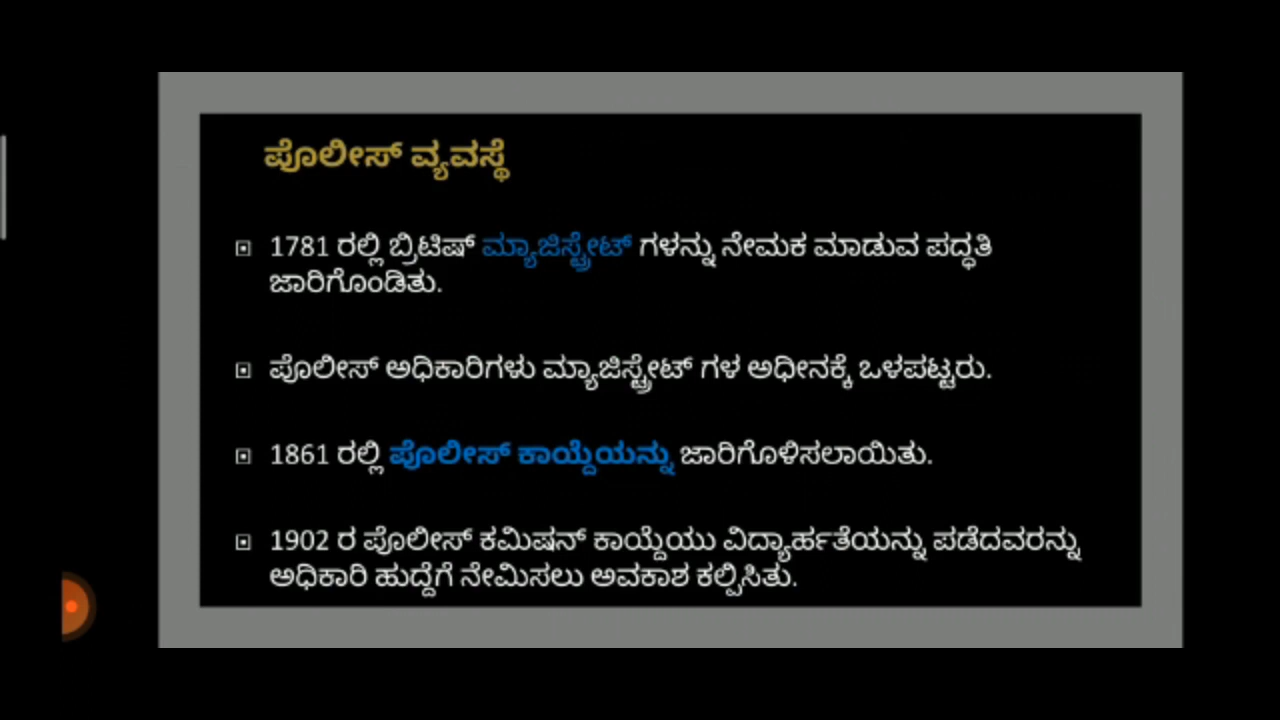 ಪೊಲೀಸ್ ವ್ಯವಸ್ಥೆ
1781 ರಲ್ಲಿ ಬ್ರಿಟಿಷ್ ಮ್ಯಾಜಿಸ್ಟ್ರೇಟ್ ಗಳನ್ನು ನೇಮಕ ಮಾಡುವ ಪದ್ಧತಿ
ಜಾರಿಗೊಂಡಿತು.
ಪೊಲೀಸ್ ಅಧಿಕಾರಿಗಳು ಮ್ಯಾಜಿಸ್ಟ್ರೇಟ್ ಗಳ ಅಧೀನಕ್ಕೆ ಒಳಪಟ್ಟರು.
1861 ರಲ್ಲಿ ಪೊಲೀಸ್ ಕಾಯ್ದೆಯನ್ನು ಜಾರಿಗೊಳಿಸಲಾಯಿತು.
1902 ರ ಪೊಲೀಸ್ ಕಮಿಷನ್ ಕಾಯ್ದೆಯು ವಿದ್ಯಾರ್ಹತೆಯನ್ನು ಪಡೆದವರನ್ನು
ಅಧಿಕಾರಿ ಹುದ್ದೆಗೆ ನೇಮಿಸಲು ಅವಕಾಶ ಕಲ್ಪಿಸಿತು.